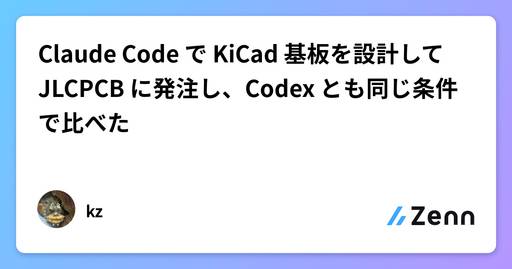 Claude Code で KiCad 基板を設計して
JLCPCB に発注し、Codex とも同じ条件
で比べた
kz
Zenn